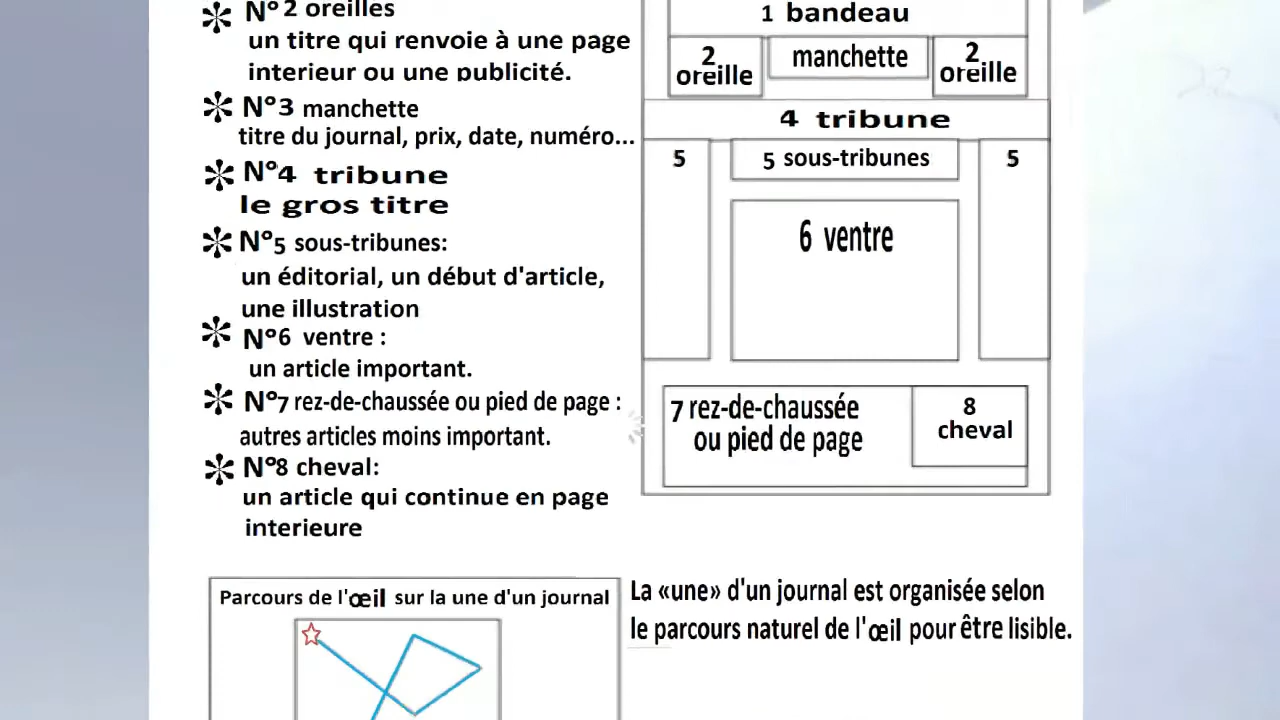 N° 2 oreilles
un titre qui renvoie à une page
interieur ou une publicité.
N°3 manchette
titre du journal, prix, date, numéro...
N°4 tribune
le gros titre
N°5 sous-tribunes:
un éditorial, un début d'article,
une illustration
N°6 ventre :
un article important.
N°7 rez-de-chaussée ou pied de page :
autres articles moins important.
N°8 cheval:
un article qui continue en page
interieure
1 bandeau
2
oreille
manchette
2
oreille
4 tribune
5
5 sous-tribunes
5
6 ventre
7 rez-de-chaussée
ou pied de page
8
cheval
Parcours de l'œil sur la une d'un journal
La «une» d'un journal est organisée selon
le parcours naturel de l'œil pour être lisible.